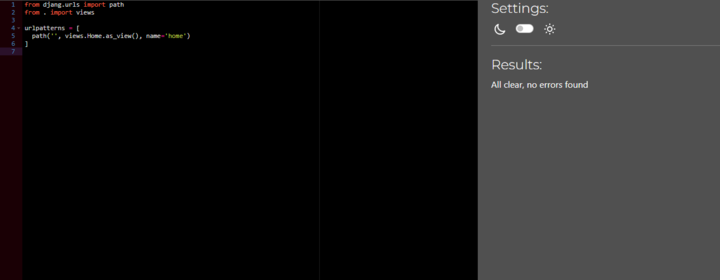 1 from djang.urls import path
2 from . import views
3
4 urlpatterns = [
5   path('', views.Home.as_view(), name='home')
6 ]
7
Settings:
Results:
All clear, no errors found